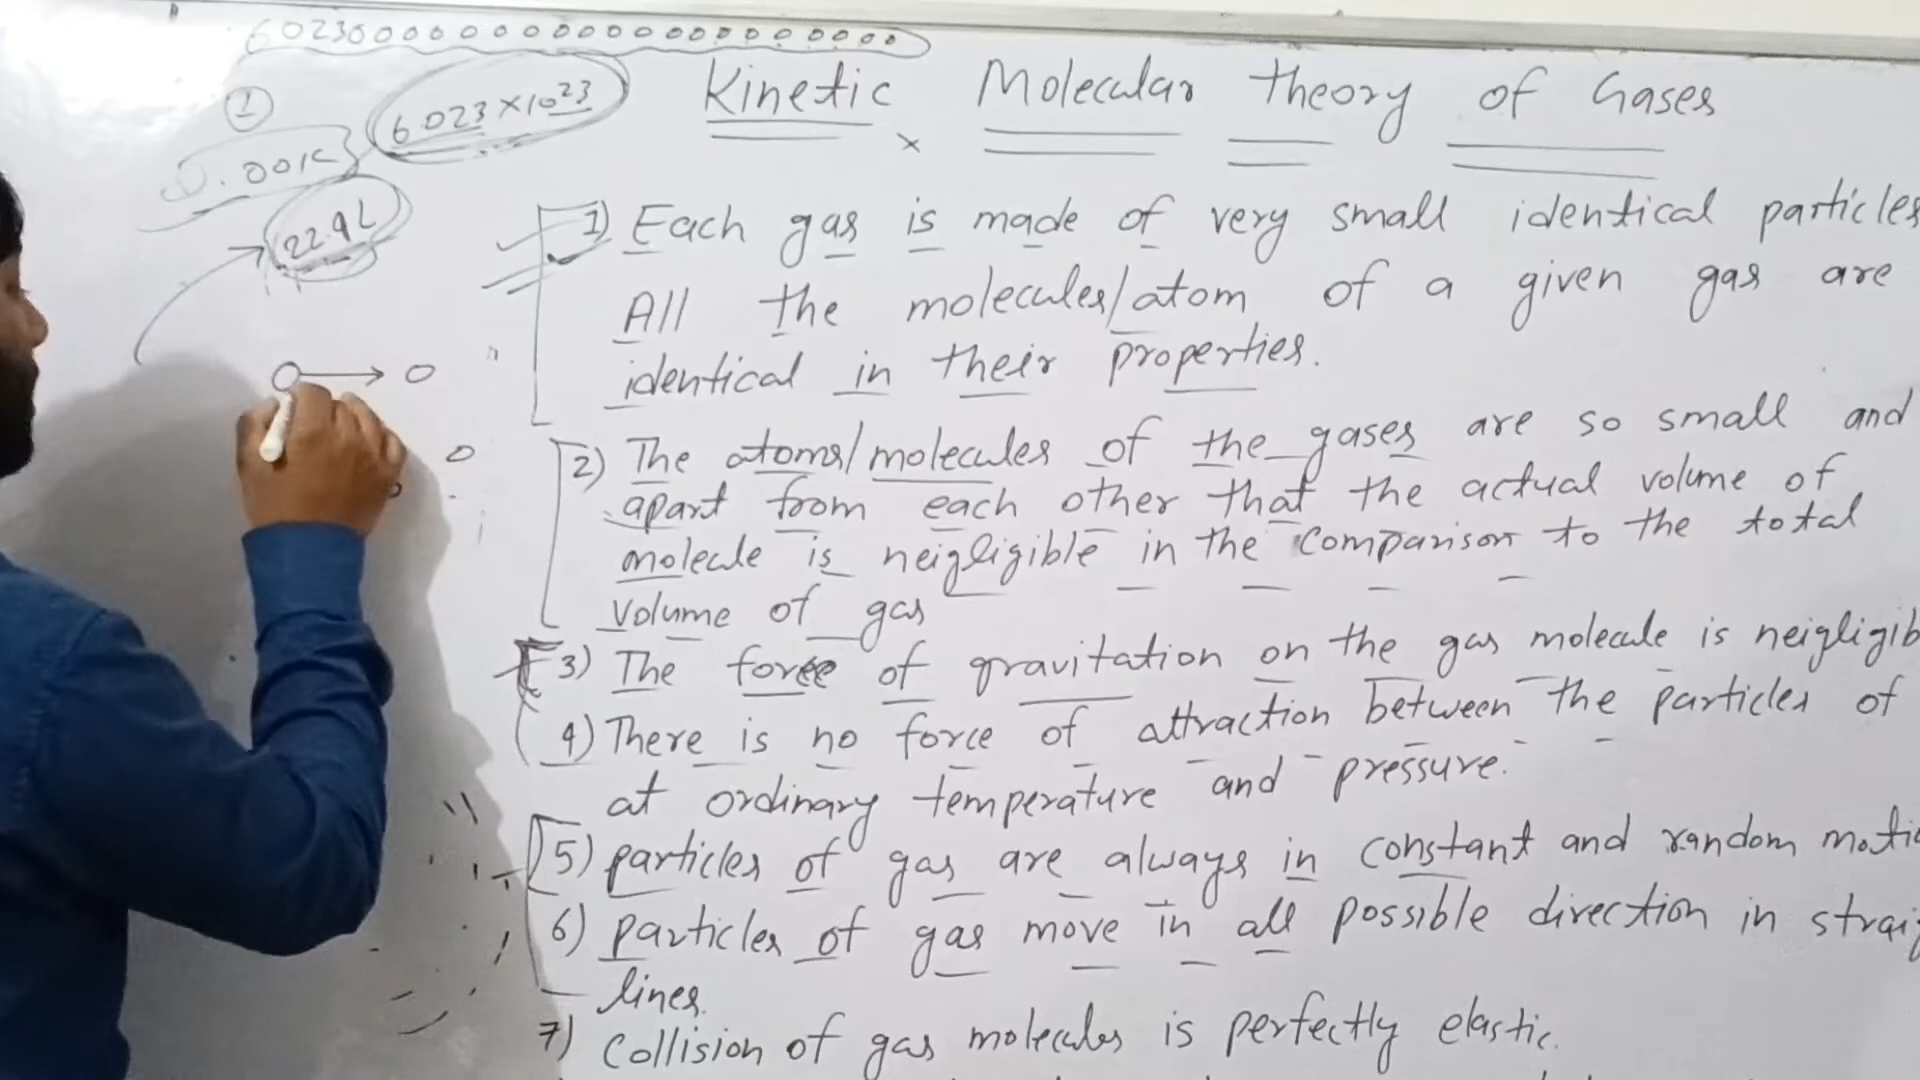 602300000000000000000000
Kinetic Molecular Theory of Gases
1
6.023 x 10²³
0.001
22.4L
1) Each gas is made of very small identical particles
All the molecules/atom of a given gas are
identical in their properties.
2) The atoms/molecules of the gases are so small and
apart from each other that the actual volume of
molecule is neigligible in the comparison to the total
volume of gas
3) The force of gravitation on the gas molecule is neigligib
4) There is no force of attraction between the particles of
at ordinary temperature and pressure.
5) particles of gas are always in constant and random motio
6) particles of gas move in all possible direction in straig
lines.
7) Collision of gas molecules is perfectly elastic.